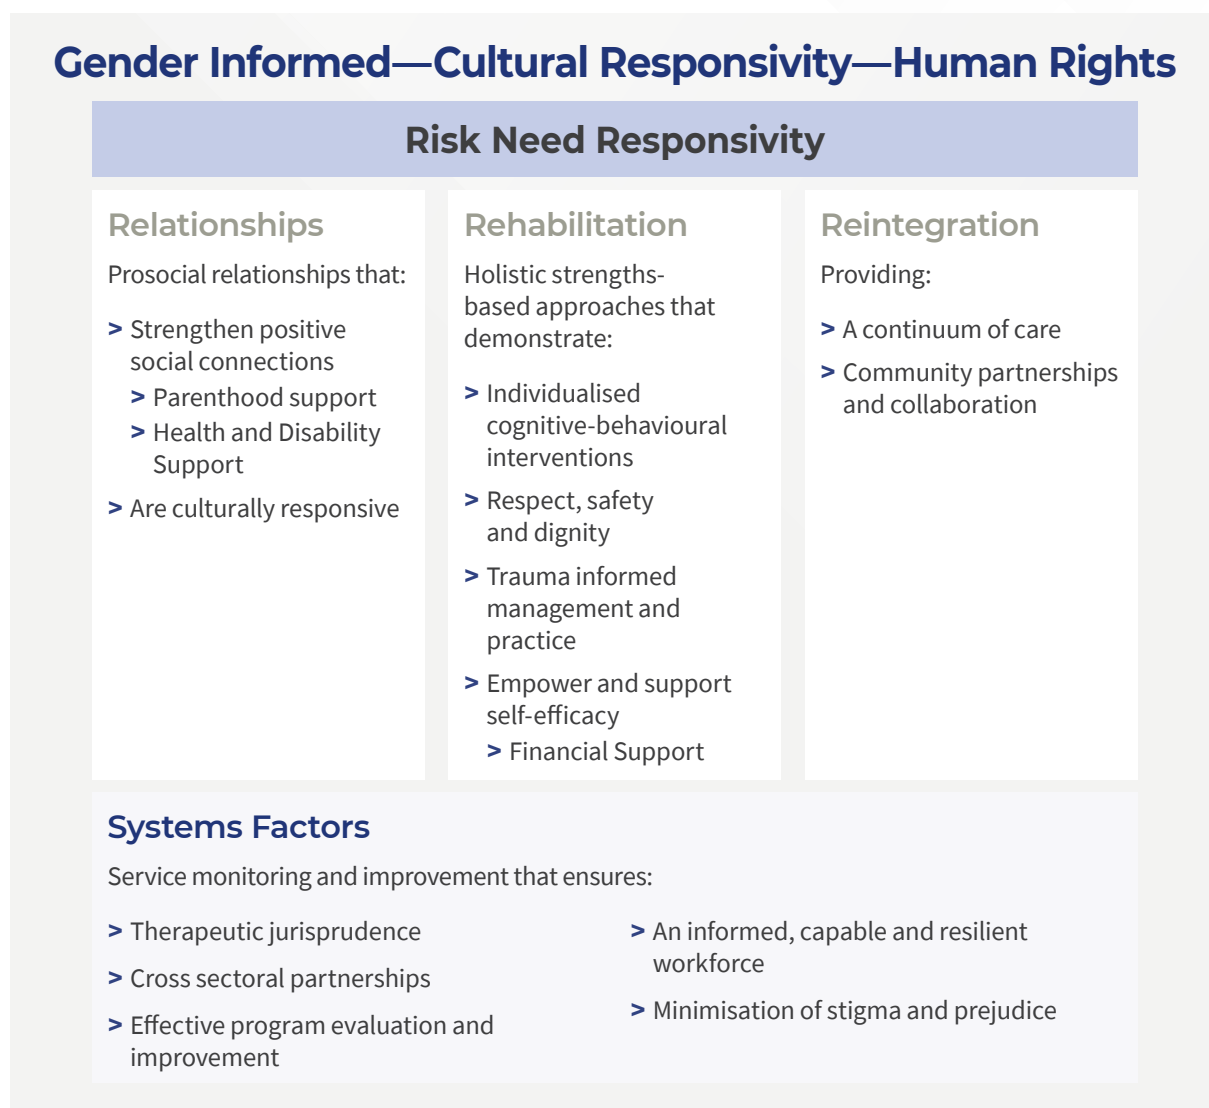 Gender Informed—Cultural Responsivity—Human Rights
Risk Need Responsivity
Relationships
Prosocial relationships that:
> Strengthen positive
social connections
> Parenthood support
> Health and Disability
Support
> Are culturally responsive
Rehabilitation
Holistic strengths-
based approaches that
demonstrate:
> Individualised
cognitive-behavioural
interventions
> Respect, safety
and dignity
> Trauma informed
management and
practice
> Empower and support
self-efficacy
> Financial Support
Reintegration
Providing:
> A continuum of care
> Community partnerships
and collaboration
Systems Factors
Service monitoring and improvement that ensures:
> Therapeutic jurisprudence
> Cross sectoral partnerships
> Effective program evaluation and
improvement
> An informed, capable and resilient
workforce
> Minimisation of stigma and prejudice